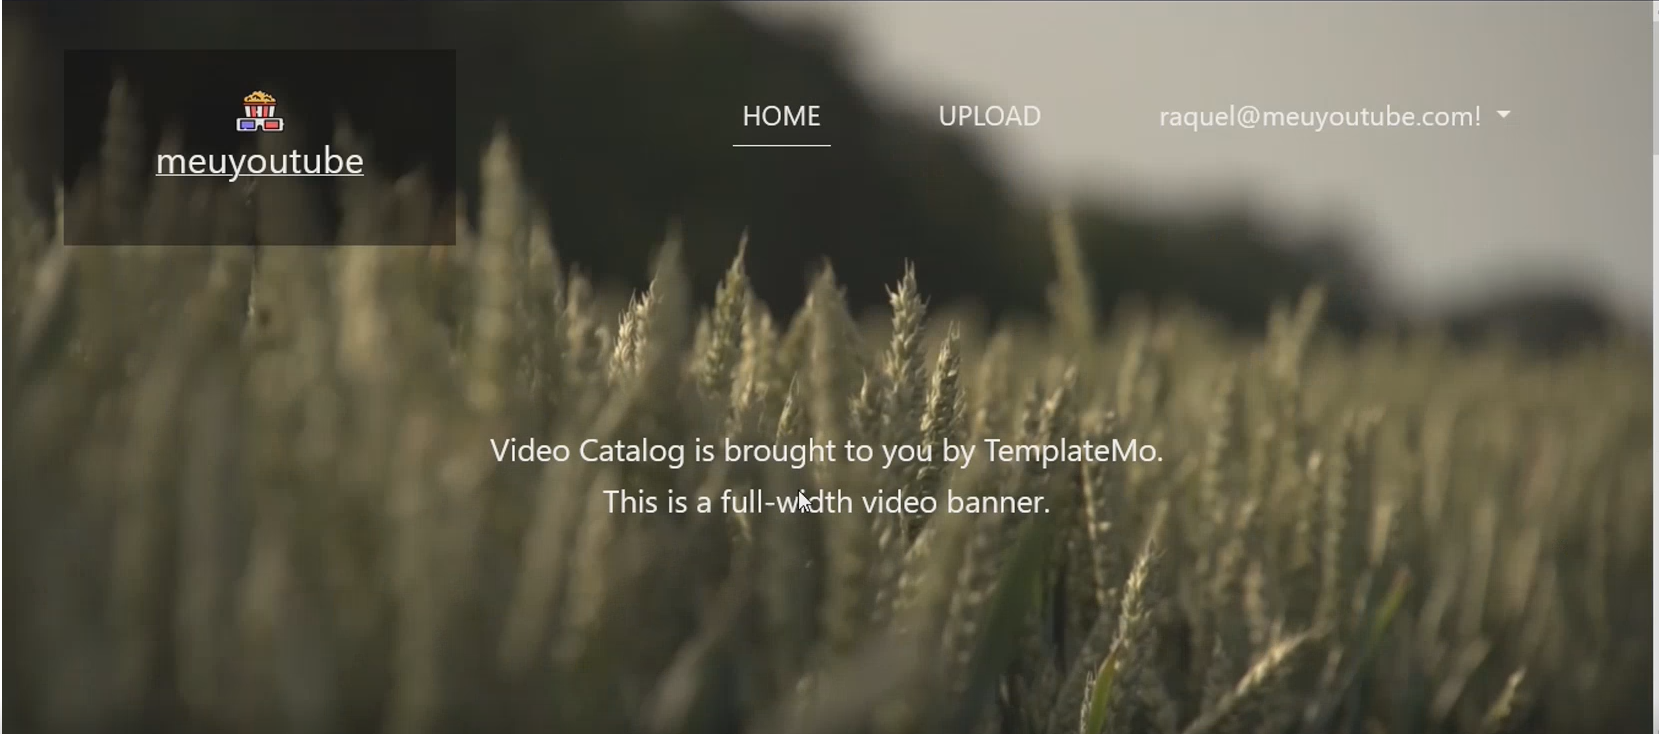 meuyoutube
HOME
UPLOAD
raquel@meuyoutube.com!
Video Catalog is brought to you by TemplateMo.
This is a full-width video banner.